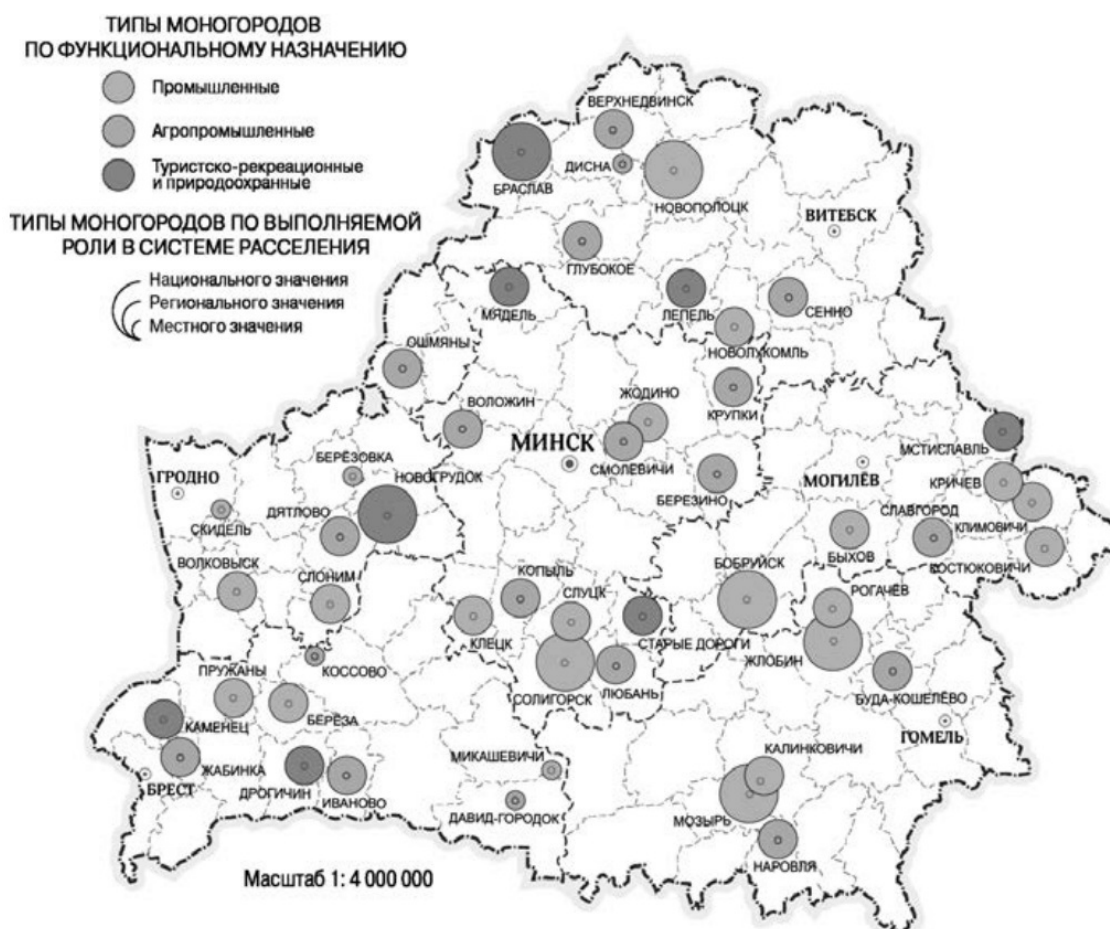 ТИПЫ МОНОГОРОДОВ
ПО ФУНКЦИОНАЛЬНОМУ НАЗНАЧЕНИЮ
Промышленные
Агропромышленные
Туристско-рекреационные
и природоохранные
ТИПЫ МОНОГОРОДОВ ПО ВЫПОЛНЯЕМОЙ
РОЛИ В СИСТЕМЕ РАССЕЛЕНИЯ
Национального значения
Регионального значения
Местного значения
ВЕРХНЕДВИНСК
ДИСНА
БРАСЛАВ
НОВОПОЛОЦК
ВИТЕБСК
ГЛУБОКОЕ
МЯДЕЛЬ
ЛЕПЕЛЬ
СЕННО
НОВОЛУКОМЛЬ
ОШМЯНЫ
ВОЛОЖИН
ЖОДИНО
КРУПКИ
МИНСК
СМОЛЕВИЧИ
МСТИСЛАВЛЬ
БЕРЁЗОВКА
ГРОДНО
НОВОГРУДОК
БЕРЕЗИНО
МОГИЛЁВ
КРИЧЕВ
СКИДЕЛЬ
ДЯТЛОВО
СЛАВГОРОД
КЛИМОВИЧИ
БЫХОВ
КОСТЮКОВИЧИ
ВОЛКОВЫСК
СЛОНИМ
КОПЫЛЬ
СЛУЦК
БОБРУЙСК
РОГАЧЁВ
КЛЕЦК
СТАРЫЕ ДОРОГИ
ЖЛОБИН
КОССОВО
ПРУЖАНЫ
СОЛИГОРСК
ЛЮБАНЬ
БУДА-КОШЕЛЁВО
БЕРЁЗА
КАМЕНЕЦ
ГОМЕЛЬ
МИКАШЕВИЧИ
КАЛИНКОВИЧИ
ЖАБИНКА
БРЕСТ
ДРОГИЧИН
ИВАНОВО
ДАВИД-ГОРОДОК
МОЗЫРЬ
НАРОВЛЯ
Масштаб 1: 4 000 000